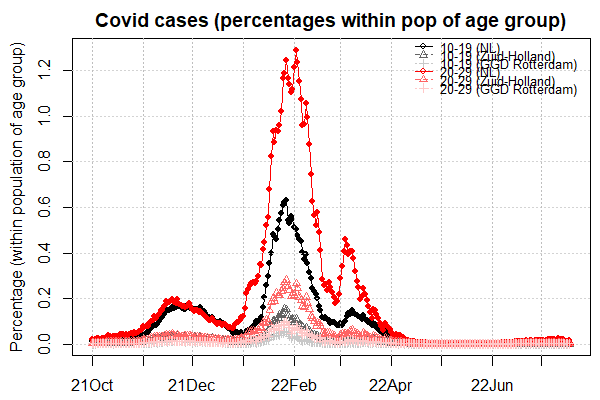 Covid cases (percentages within pop of age group)
Percentage (within population of age group)
1.2
1.0
0.8
0.6
0.4
0.2
0.0
10-19 (NL)
10-19 (Zuid-Holland)
10-19 (GGD Rotterdam)
20-29 (NL)
20-29 (Zuid-Holland)
20-29 (GGD Rotterdam)
21Oct 21Dec 22Feb 22Apr 22Jun